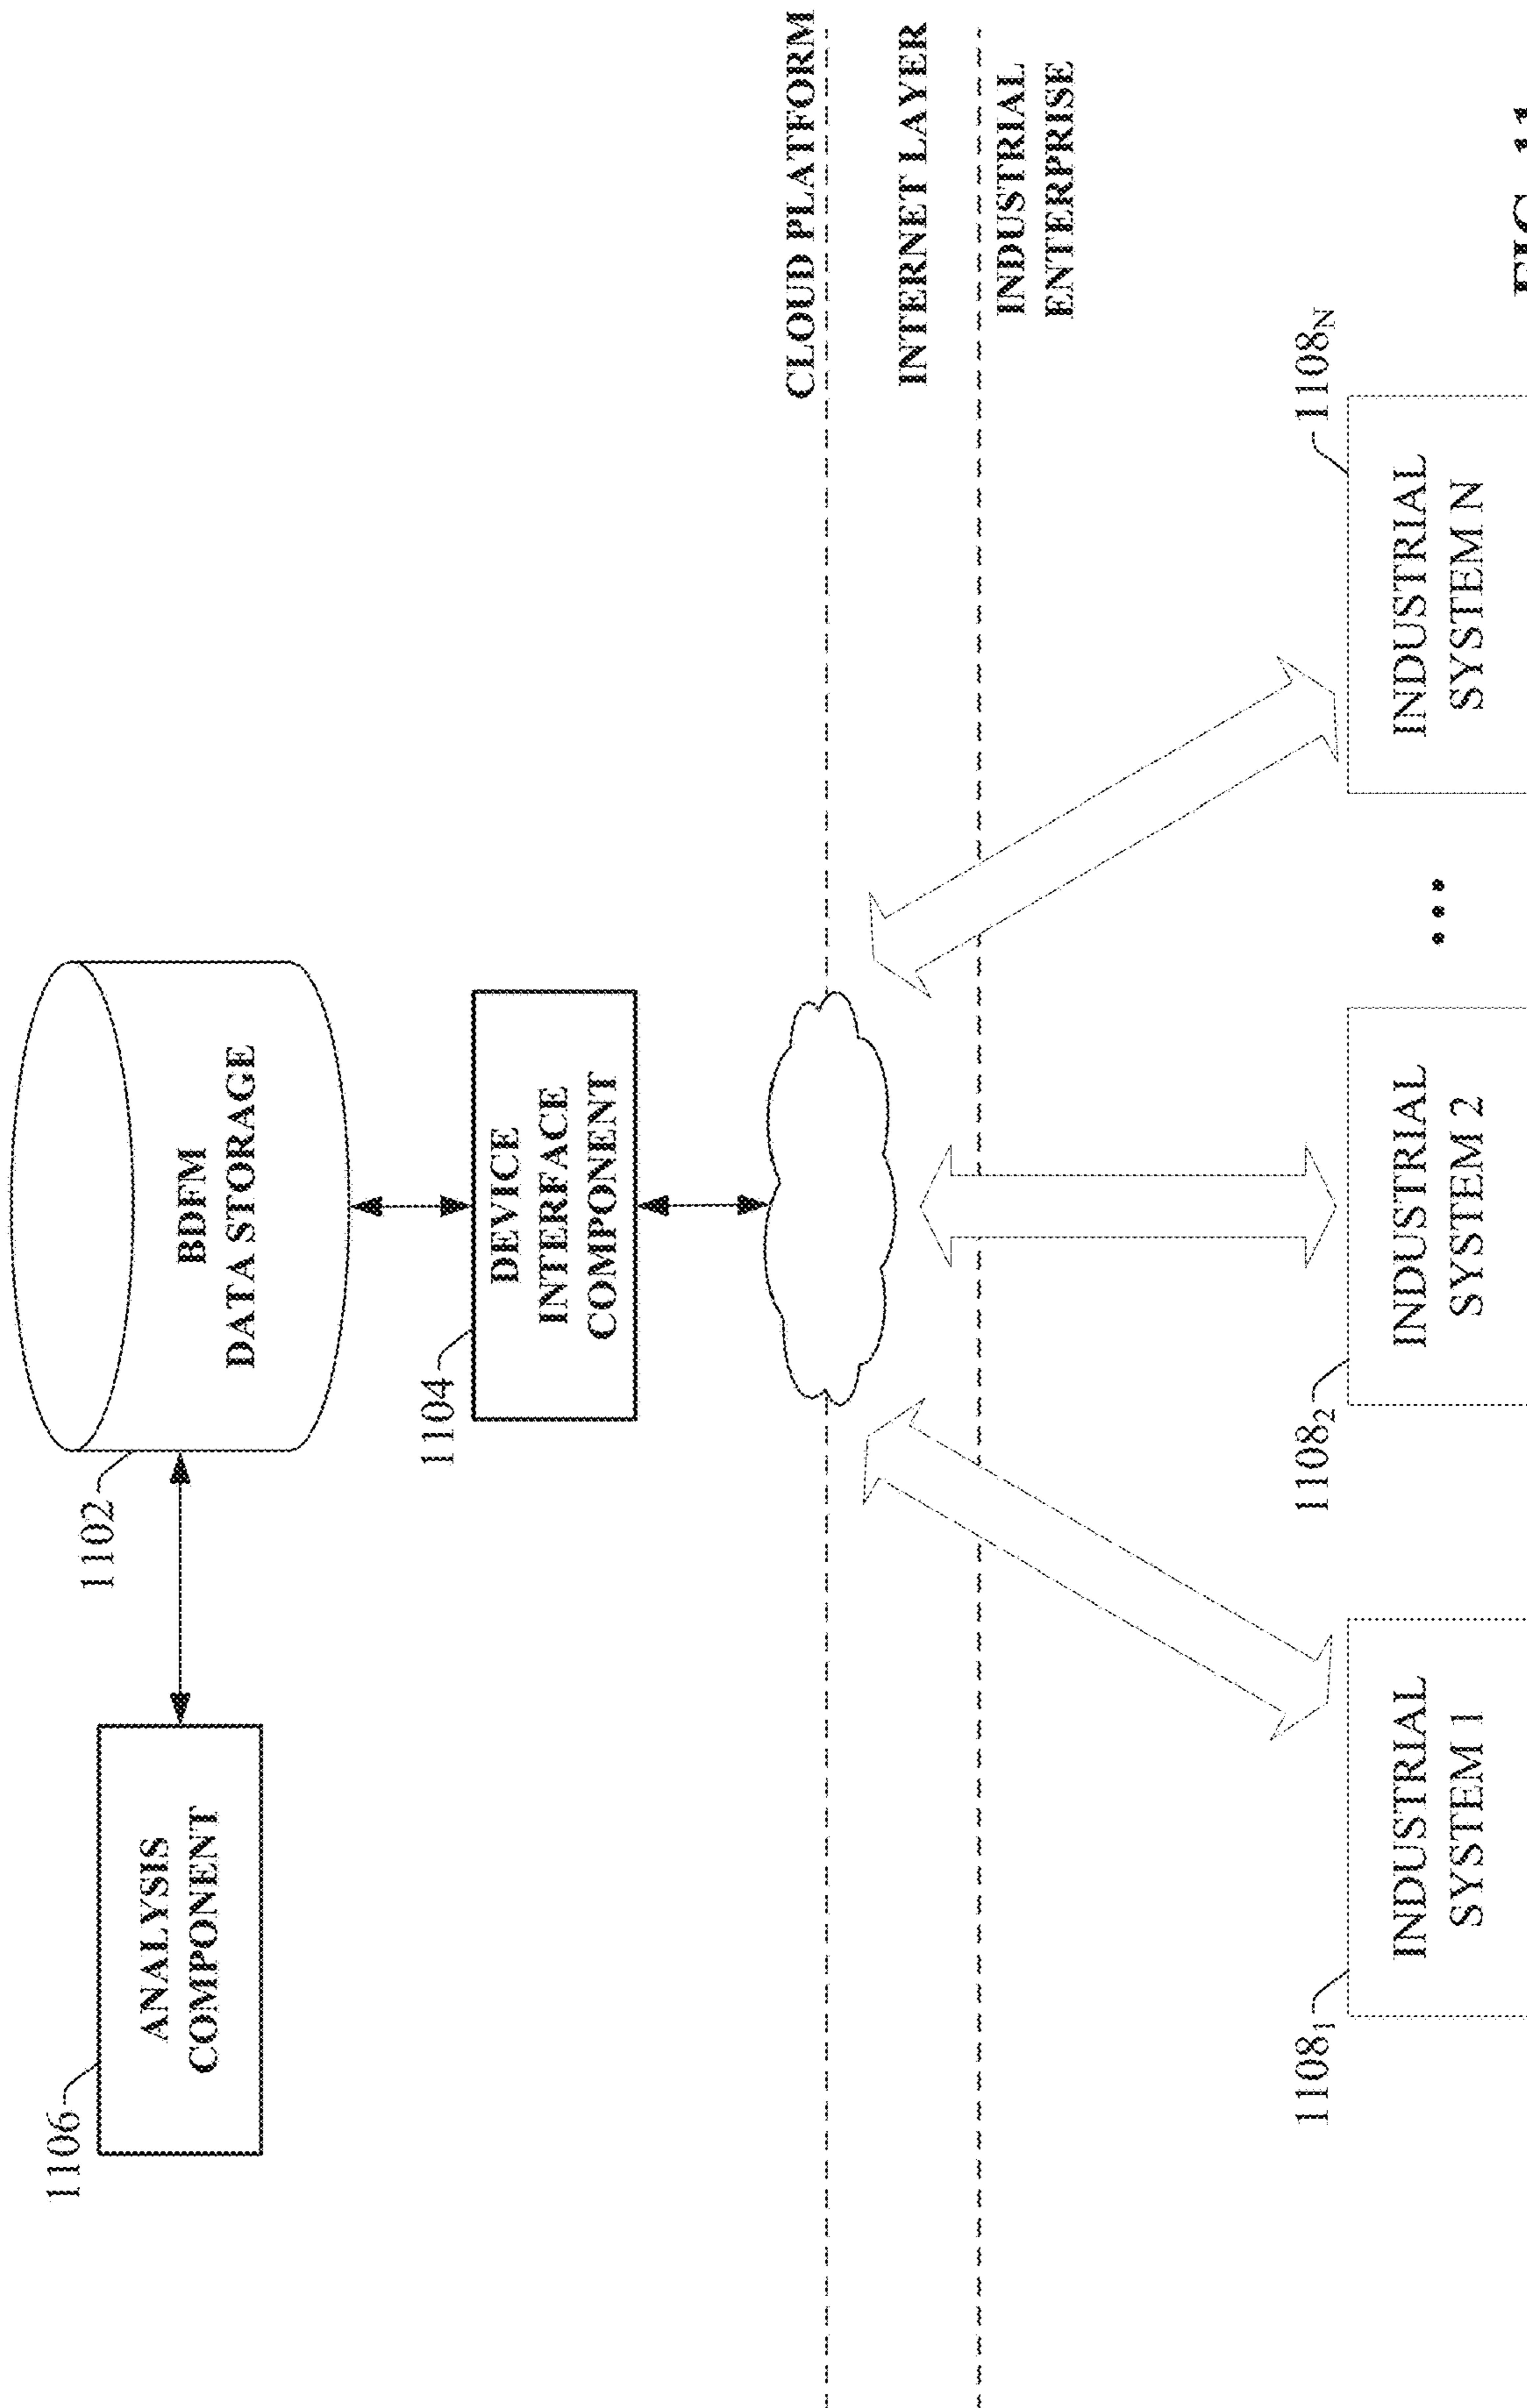 1106
ANALYSIS
COMPONENT
1102
BDFM
DATA STORAGE
1104
DEVICE
INTERFACE
COMPONENT
CLOUD PLATFORM
INTERNET LAYER
INDUSTRIAL
ENTERPRISE
1108₁
INDUSTRIAL
SYSTEM 1
1108₂
INDUSTRIAL
SYSTEM 2
...
1108N
INDUSTRIAL
SYSTEM N